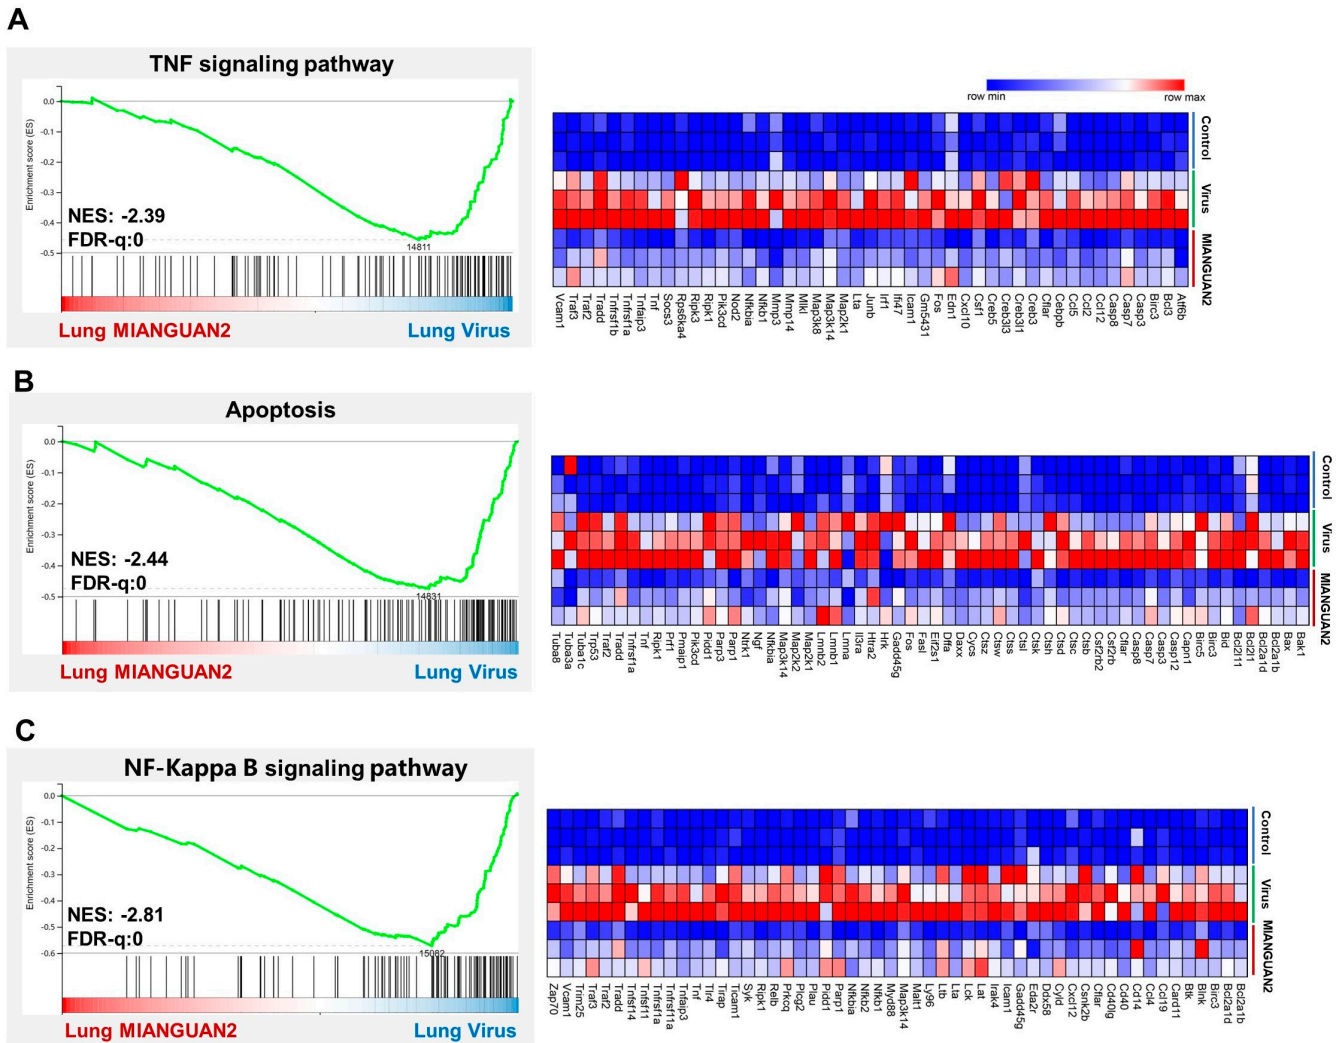 A
TNF signaling pathway
Enrichment score (ES)
0.0
-0.1
-0.2
-0.3
-0.4
-0.5
NES: -2.39
FDR-q:0
14811
Lung MIANGUAN2
Lung Virus
row min
row max
Control
Virus
MIANGUAN2
Vcam1
Traf3
Traf2
Tradd
Tnfrsf1b
Tnfrsf1a
Tnfaip3
Tnf
Socs3
Rps6ka4
Ripk3
Ripk1
Pik3cd
Nod2
Nfkbia
Nfkb1
Mmp3
Mmp14
Mlkl
Map3k8
Map3k14
Map2k1
Lta
Junb
Irf1
Ifi47
Icam1
Gm5431
Fos
Edn1
Cxcl10
Csf1
Creb5
Creb3l3
Creb3l1
Creb3
Cflar
Cebpb
Ccl5
Ccl2
Ccl12
Casp8
Casp7
Casp3
Birc3
Bcl3
Atf6b
B
Apoptosis
Enrichment score (ES)
0.0
-0.1
-0.2
-0.3
-0.4
-0.5
NES: -2.44
FDR-q:0
14831
Lung MIANGUAN2
Lung Virus
Control
Virus
MIANGUAN2
Tuba8
Tuba3a
Tuba1c
Trp53
Traf2
Tradd
Tnfrsf1a
Tnf
Ripk1
Prf1
Pmaip1
Pik3cd
Pidd1
Parp3
Parp1
Ntrk1
Ngf
Nfkbia
Map3k14
Map2k2
Map2k1
Lmnb2
Lmnb1
Lmna
Il3ra
Htra2
Hrk
Gadd45g
Fos
Fasl
Eif2s1
Dffa
Daxx
Cycs
Ctsz
Ctsw
Ctss
Ctsl
Ctsk
Ctsh
Ctsd
Ctsc
Ctsb
Csf2rb2
Csf2rb
Cflar
Casp8
Casp7
Casp3
Casp12
Capn1
Birc5
Birc3
Bid
Bcl2l11
Bcl2l1
Bcl2a1d
Bcl2a1b
Bax
Bak1
C
NF-Kappa B signaling pathway
Enrichment score (ES)
0.0
-0.1
-0.2
-0.3
-0.4
-0.5
-0.6
NES: -2.81
FDR-q:0
15082
Lung MIANGUAN2
Lung Virus
Control
Virus
MIANGUAN2
Zap70
Vcam1
Trim25
Traf3
Traf2
Tradd
Tnfsf14
Tnfsf11
Tnfrsf1a
Tnfrsf11a
Tnfaip3
Tnf
Tlr4
Tirap
Ticam1
Syk
Ripk1
Relb
Prkcq
Plcg2
Plau
Pidd1
Parp1
Nfkbia
Nfkb2
Nfkb1
Myd88
Map3k14
Malt1
Ly96
Ltb
Lta
Lck
Lat
Irak4
Icam1
Gadd45g
Eda2r
Ddx58
Cyld
Cxcl12
Csnk2b
Cflar
Cd40lg
Cd40
Cd14
Ccl4
Ccl19
Card11
Btk
Blnk
Birc3
Bcl2a1d
Bcl2a1b